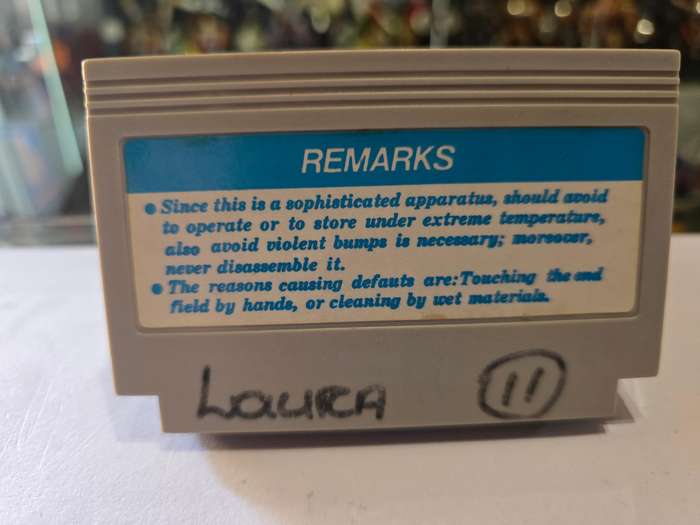 REMARKS
● Since this is a sophisticated apparatus, should avoid
to operate or to store under extreme temperature,
also avoid violent bumps is necessary; moreover,
never disassemble it.
● The reasons causing defauts are:Touching the end
field by hands, or cleaning by wet materials.
LauRA
11